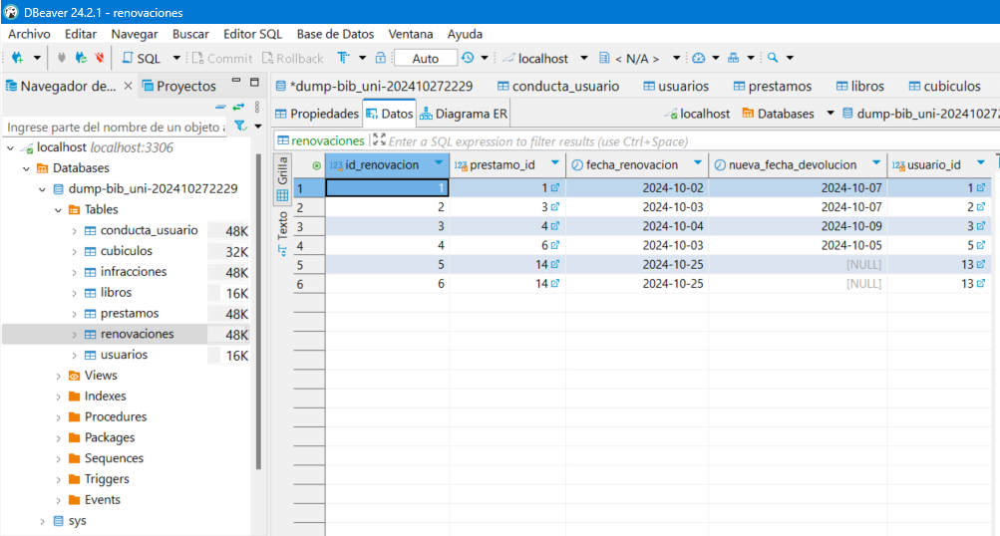 DBeaver 24.2.1 - renovaciones
Archivo Editar Navegar Buscar Editor SQL Base de Datos Ventana Ayuda
SQL Commit Rollback T Auto localhost < N/A >
Navegador de... Proyectos *dump-bib_uni-202410272229 conducta_usuario usuarios prestamos libros cubiculos
Propiedades Datos Diagrama ER localhost Databases dump-bib_uni-20241027
Ingrese parte del nombre de un objeto
renovaciones Enter a SQL expression to filter results (use Ctrl+Space)
localhost localhost:3306
Databases
dump-bib_uni-202410272229
Tables
conducta_usuario 48K
cubiculos 32K
infracciones 48K
libros 16K
prestamos 48K
renovaciones 48K
usuarios 16K
Views
Indexes
Procedures
Packages
Sequences
Triggers
Events
sys
Grilla
Texto
123 id_renovacion 123 prestamo_id fecha_renovacion nueva_fecha_devolucion 123 usuario_id
1 1 1 2024-10-02 2024-10-07 1
2 2 3 2024-10-03 2024-10-07 2
3 3 4 2024-10-04 2024-10-09 3
4 4 6 2024-10-03 2024-10-05 5
5 5 14 2024-10-25 [NULL] 13
6 6 14 2024-10-25 [NULL] 13